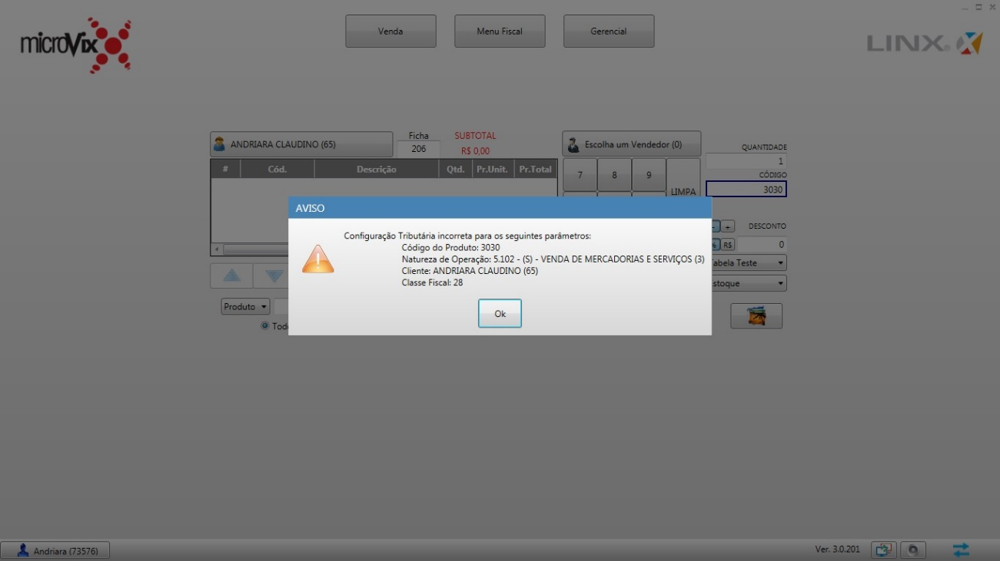 microVix
Venda
Menu Fiscal
Gerencial
LINX
ANDRIARA CLAUDINO (65)
Ficha
206
SUBTOTAL
R$ 0,00
Escolha um Vendedor (0)
QUANTIDADE
1
CÓDIGO
3030
# Cód. Descrição Qtd. Pr.Unit. Pr.Total
7 8 9
LIMPA
AVISO
Configuração Tributária incorreta para os seguintes parâmetros:
Código do Produto: 3030
Natureza de Operação: 5.102 - (S) - VENDA DE MERCADORIAS E SERVIÇOS (3)
Cliente: ANDRIARA CLAUDINO (65)
Classe Fiscal: 28
Ok
- + DESCONTO
% R$ 0
abela Teste
stoque
Produto
Tod
Andriara (73576)
Ver. 3.0.201